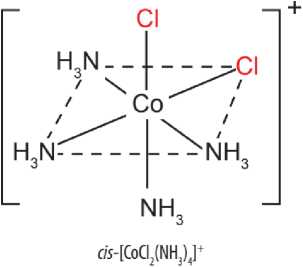 Cl
+
H₃N
Cl
Co
H₃N
NH₃
NH₃
cis-[CoCl₂(NH₃)₄]⁺